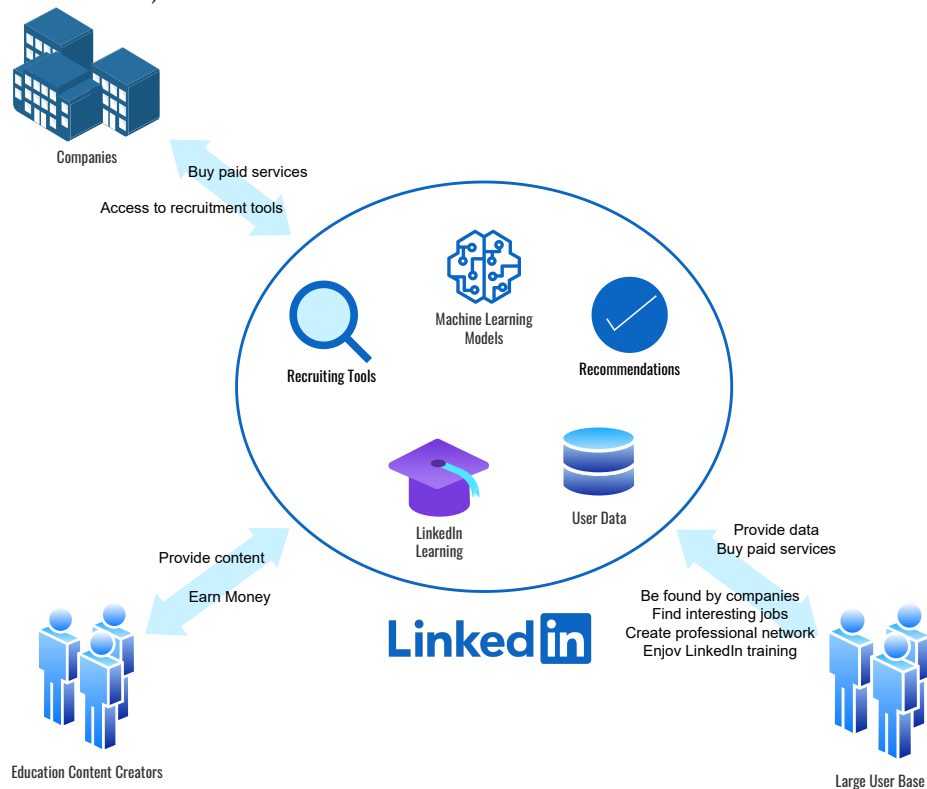 Companies
Buy paid services
Access to recruitment tools
Machine Learning
Models
Recruiting Tools
Recommendations
LinkedIn
Learning
User Data
Provide content
Earn Money
Provide data
Buy paid services
Be found by companies
Find interesting jobs
Create professional network
Enjoy LinkedIn training
LinkedIn
Education Content Creators
Large User Base